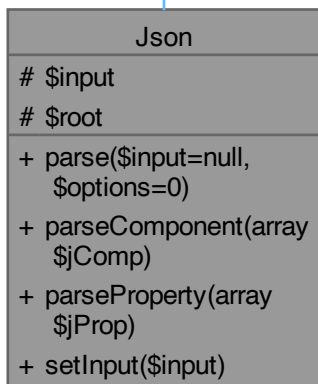 Json
# $input
# $root
+ parse($input=null,
$options=0)
+ parseComponent(array
$jComp)
+ parseProperty(array
$jProp)
+ setInput($input)